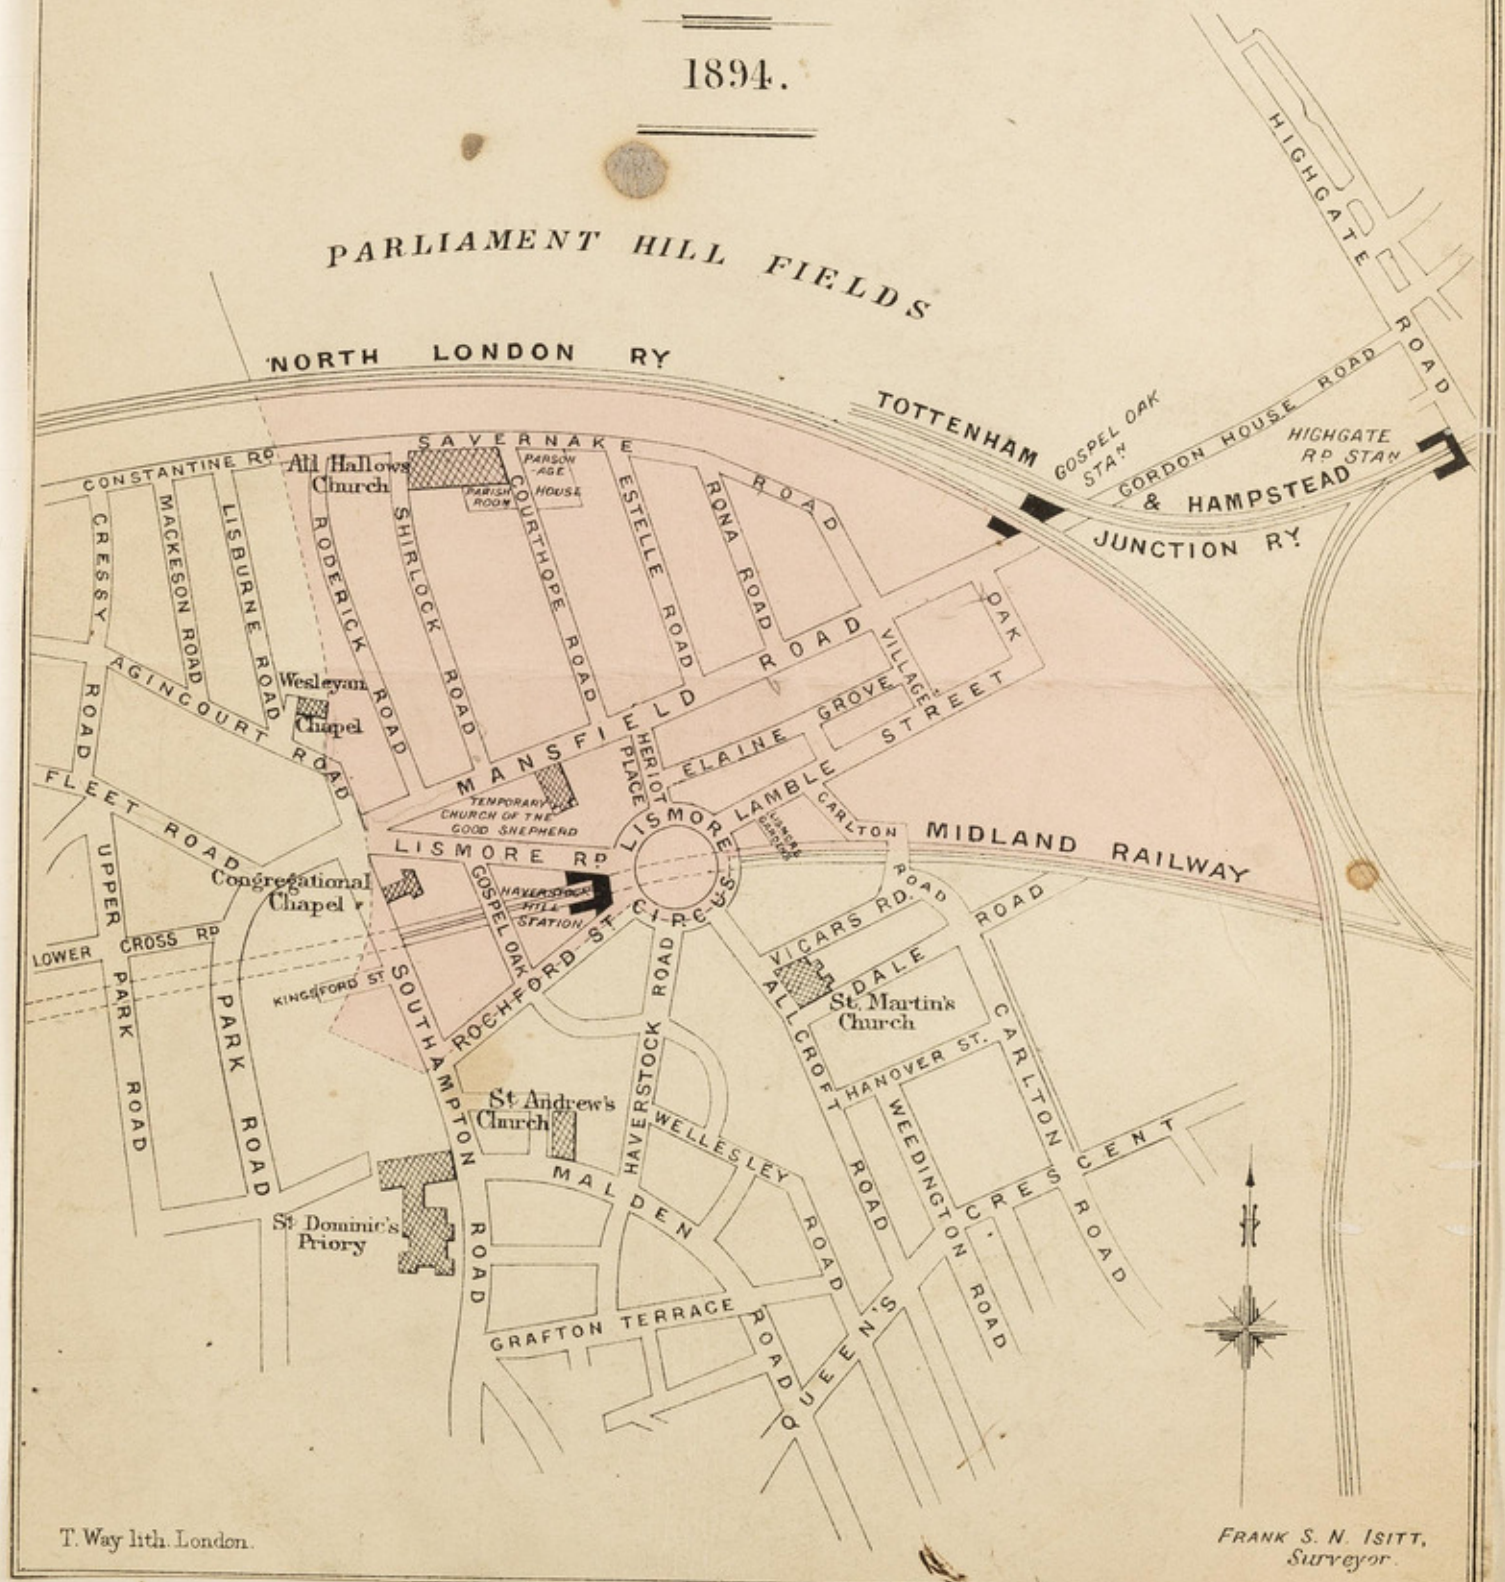 1894.
PARLIAMENT HILL FIELDS
NORTH LONDON RY
TOTTENHAM
& HAMPSTEAD
JUNCTION RY.
HIGHGATE ROAD
GOSPEL OAK
STAN
GORDON HOUSE ROAD
HIGHGATE
RD STAN
SAVERNAKE ROAD
CONSTANTINE RD
All Hallows
Church
PARSON
-AGE
HOUSE
PARISH
ROOM
CRESSY ROAD
MACKESON ROAD
LISBURNE ROAD
RODERICK ROAD
SHIRLOCK ROAD
COURTHOPE ROAD
ESTELLE ROAD
RONA ROAD
OAK
VILLAGE
AGINCOURT ROAD
Wesleyan
Chapel
MANSFIELD ROAD
HERIOT
PLACE
ELAINE GROVE
LAMBLE STREET
FLEET ROAD
TEMPORARY
CHURCH OF THE
GOOD SHEPHERD
LISMORE RD
LISMORE CIRCUS
LISMORE
GARDENS
CARLTON ROAD
MIDLAND RAILWAY
UPPER PARK ROAD
Congregational
Chapel
GOSPEL OAK
HAVERSTOCK
HILL
STATION
LOWER
CROSS RD
KINGSFORD ST
PARK ROAD
SOUTHAMPTON ROAD
ROCHFORD ST
HAVERSTOCK ROAD
VICARS RD.
DALE ROAD
St. Martin's
Church
ALLCROFT ROAD
HANOVER ST.
CARLTON ROAD
WEEDINGTON ROAD
St Andrew's
Church
WELLESLEY ROAD
MALDEN ROAD
CRESCENT
St Dominic's
Priory
GRAFTON TERRACE
QUEEN'S
T. Way lith. London.
FRANK S. N. ISITT,
Surveyor.